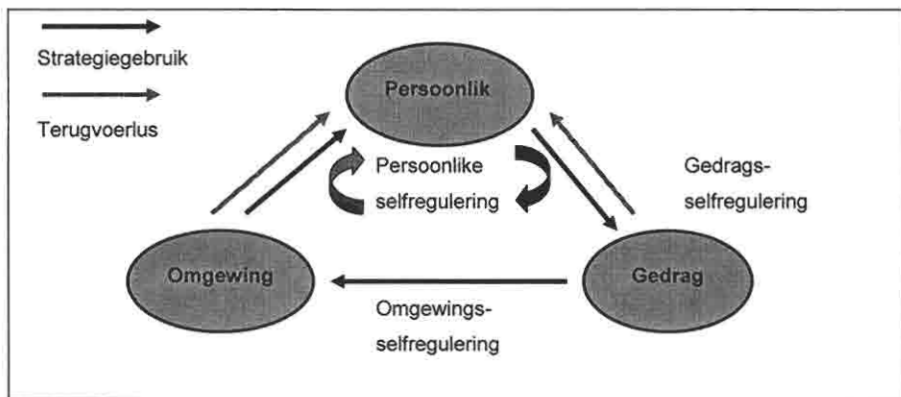 Strategiegebruik
Terugvoerlus
Persoonlik
Persoonlike
selfregulering
Gedrags-
selfregulering
Omgewing
Gedrag
Omgewings-
selfregulering